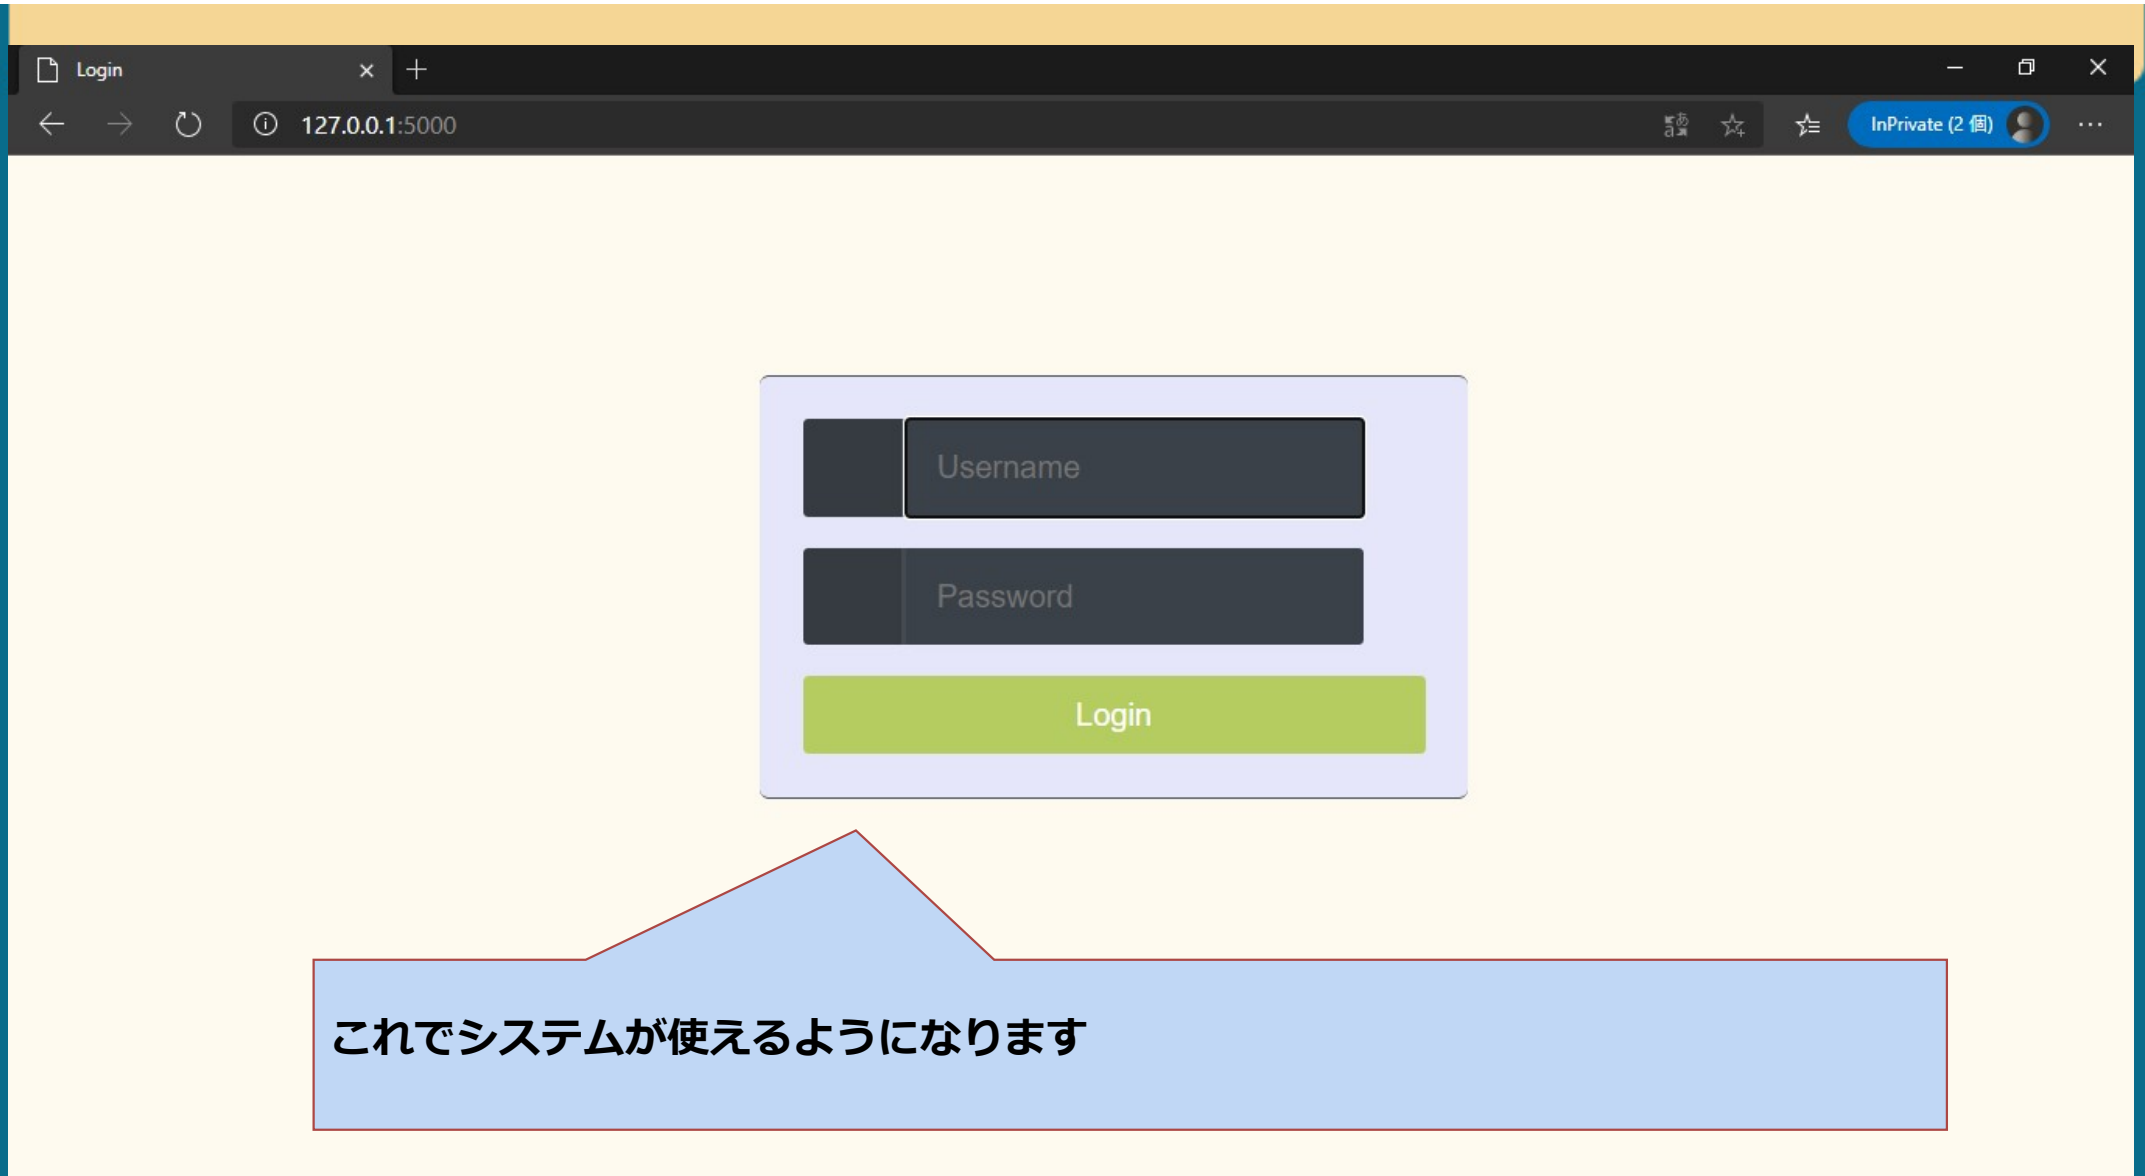 Login
127.0.0.1:5000
InPrivate (2 個)
Username
Password
Login
これでシステムが使えるようになります